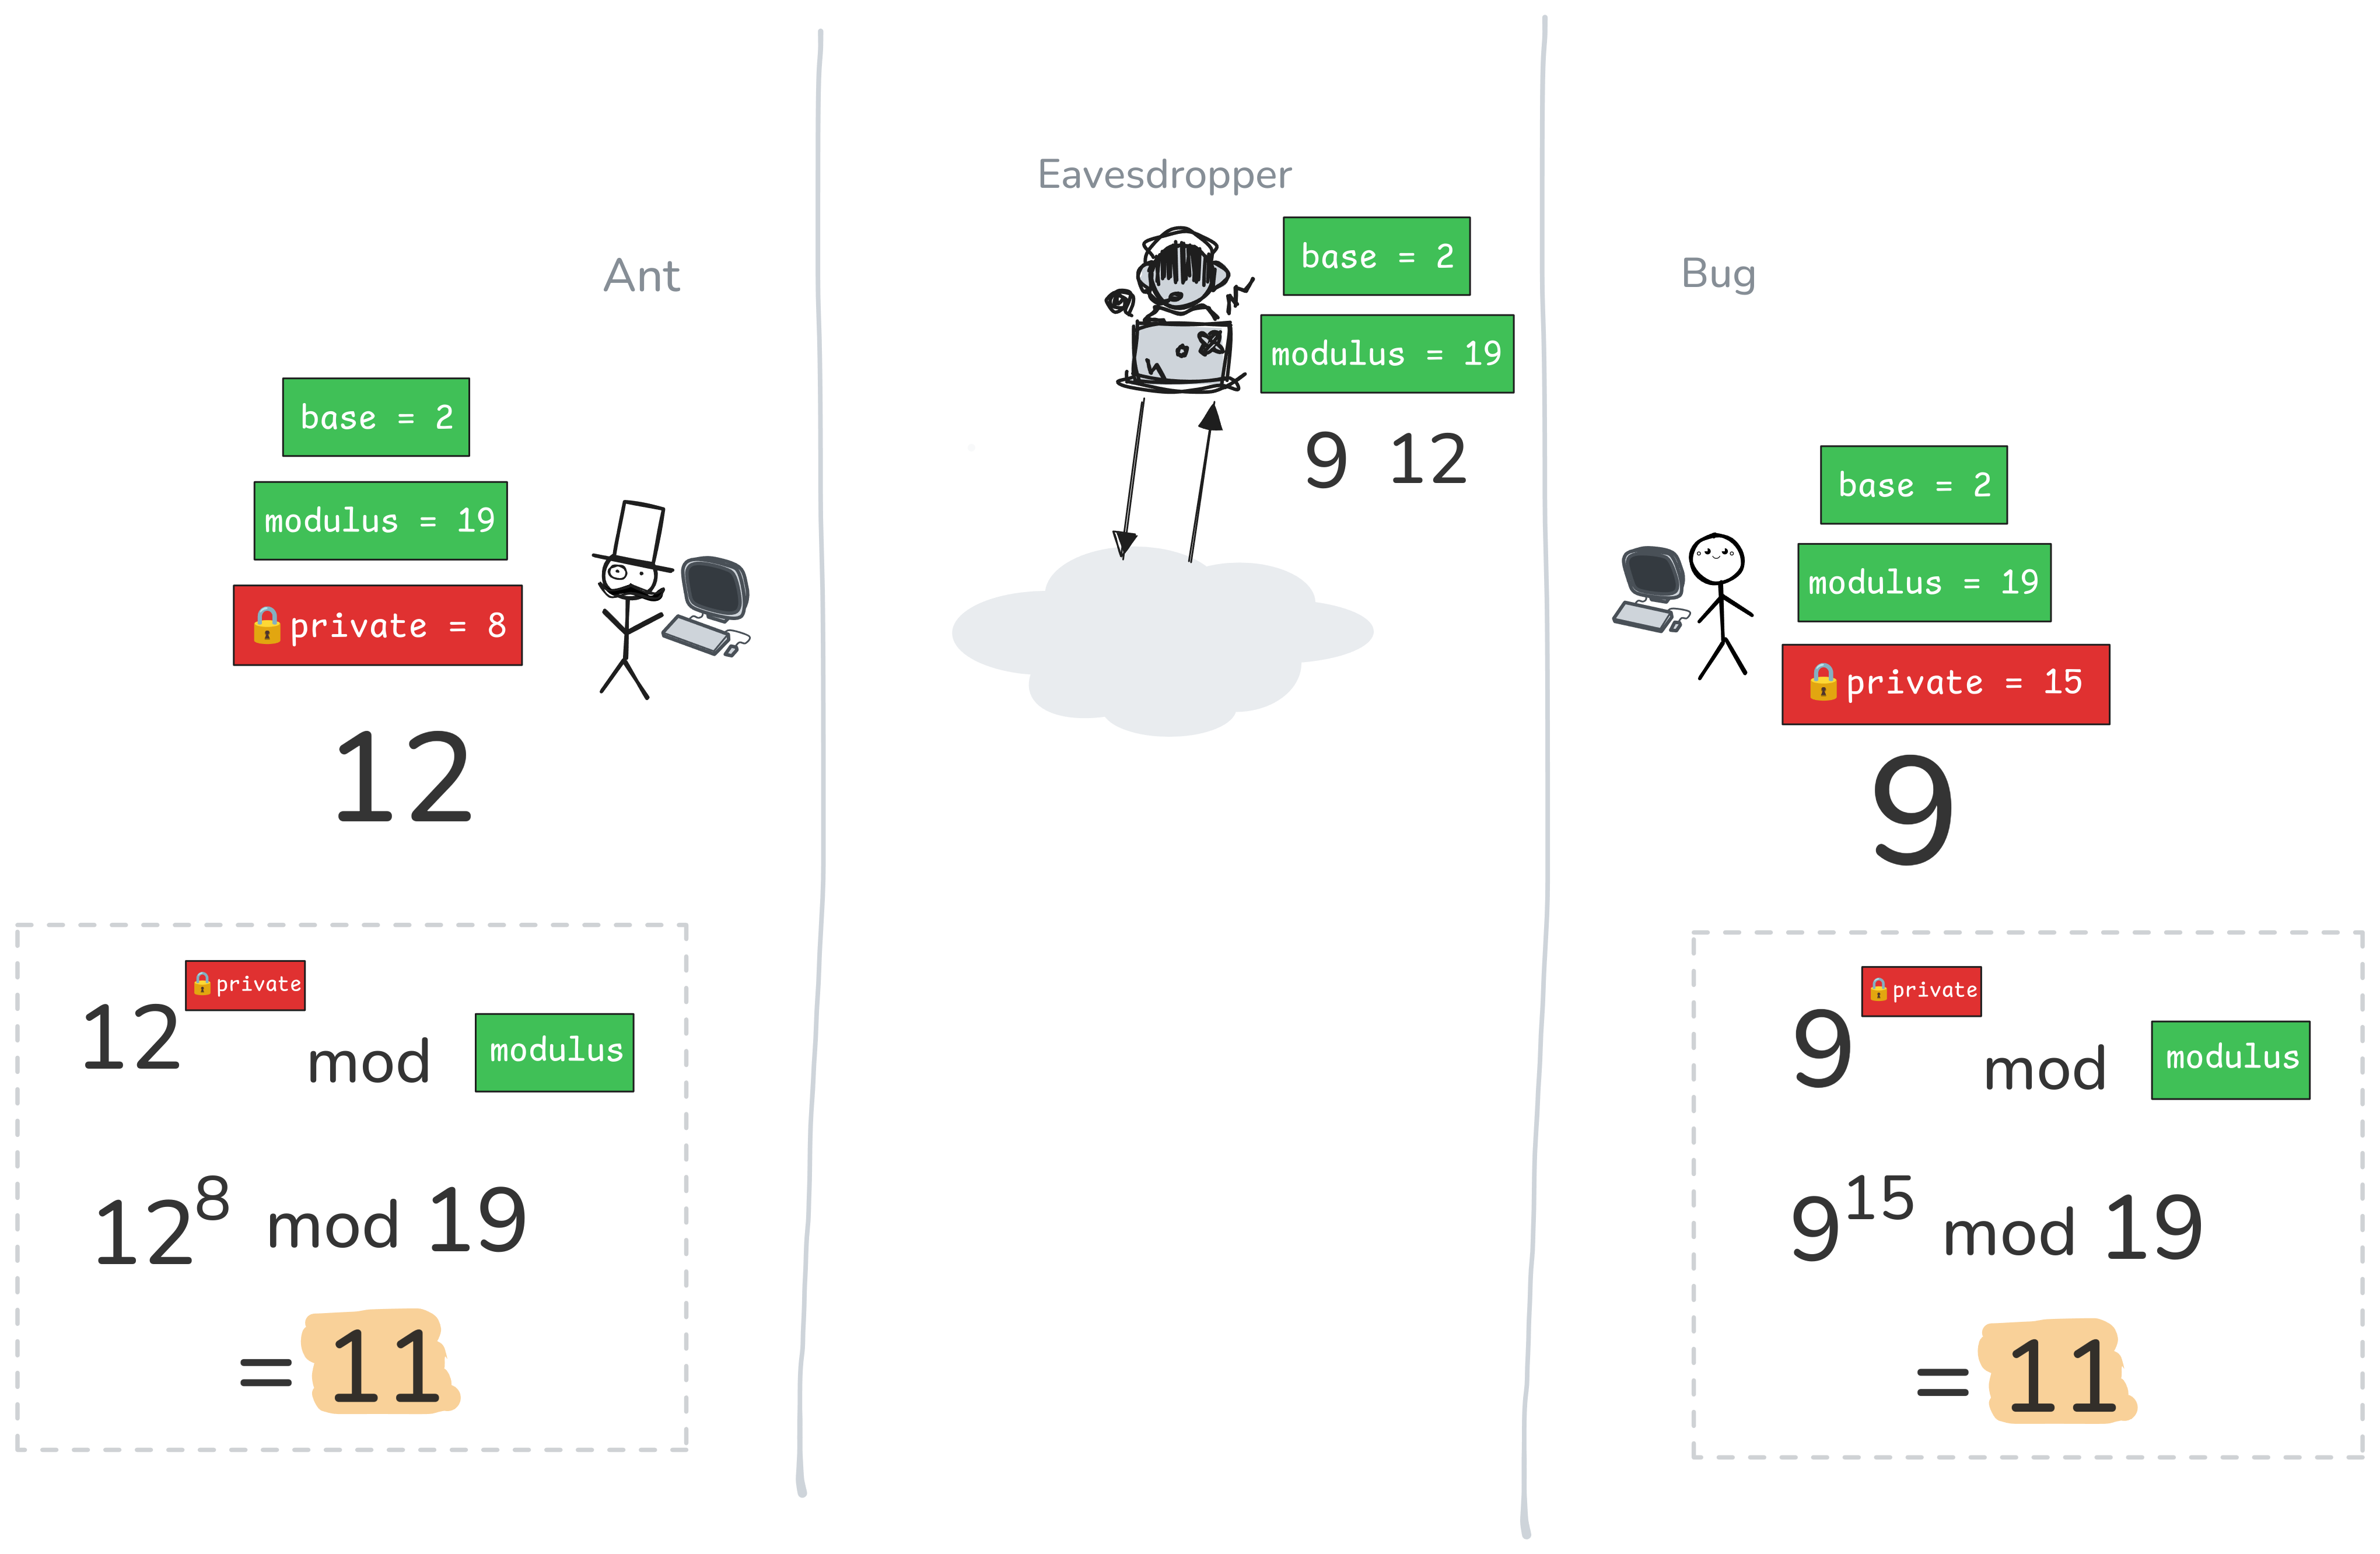 Ant
base = 2
modulus = 19
🔒private = 8
12
12 🔒private mod modulus
12^8 mod 19
= 11
Eavesdropper
base = 2
modulus = 19
9 12
Bug
base = 2
modulus = 19
🔒private = 15
9
9 🔒private mod modulus
9^15 mod 19
= 11